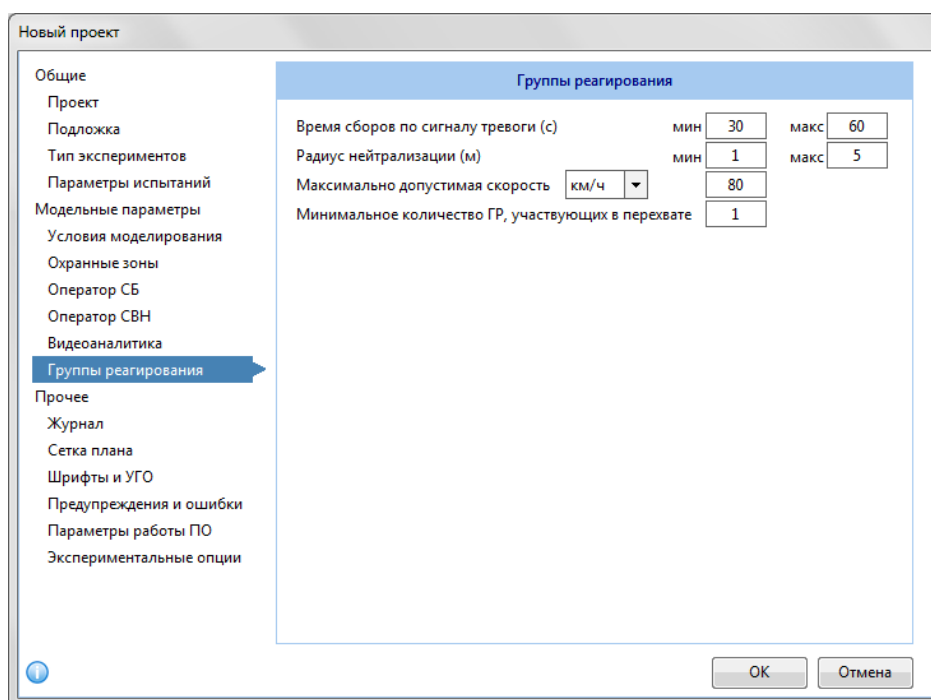 Новый проект
Общие
Проект
Подложка
Тип экспериментов
Параметры испытаний
Модельные параметры
Условия моделирования
Охранные зоны
Оператор СБ
Оператор СВН
Видеоаналитика
Группы реагирования
Прочее
Журнал
Сетка плана
Шрифты и УГО
Предупреждения и ошибки
Параметры работы ПО
Экспериментальные опции
Группы реагирования
Время сборов по сигналу тревоги (с) мин 30 макс 60
Радиус нейтрализации (м) мин 1 макс 5
Максимально допустимая скорость км/ч 80
Минимальное количество ГР, участвующих в перехвате 1
OK Отмена